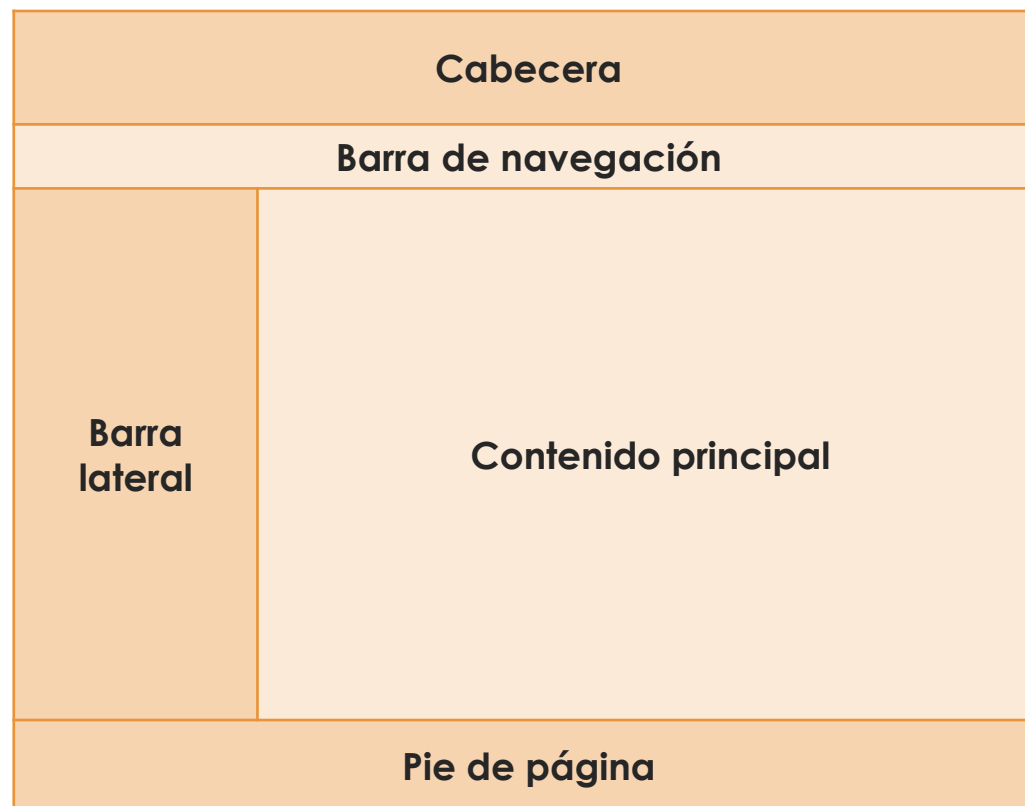 Cabecera
Barra de navegación
Barra
lateral
Contenido principal
Pie de página